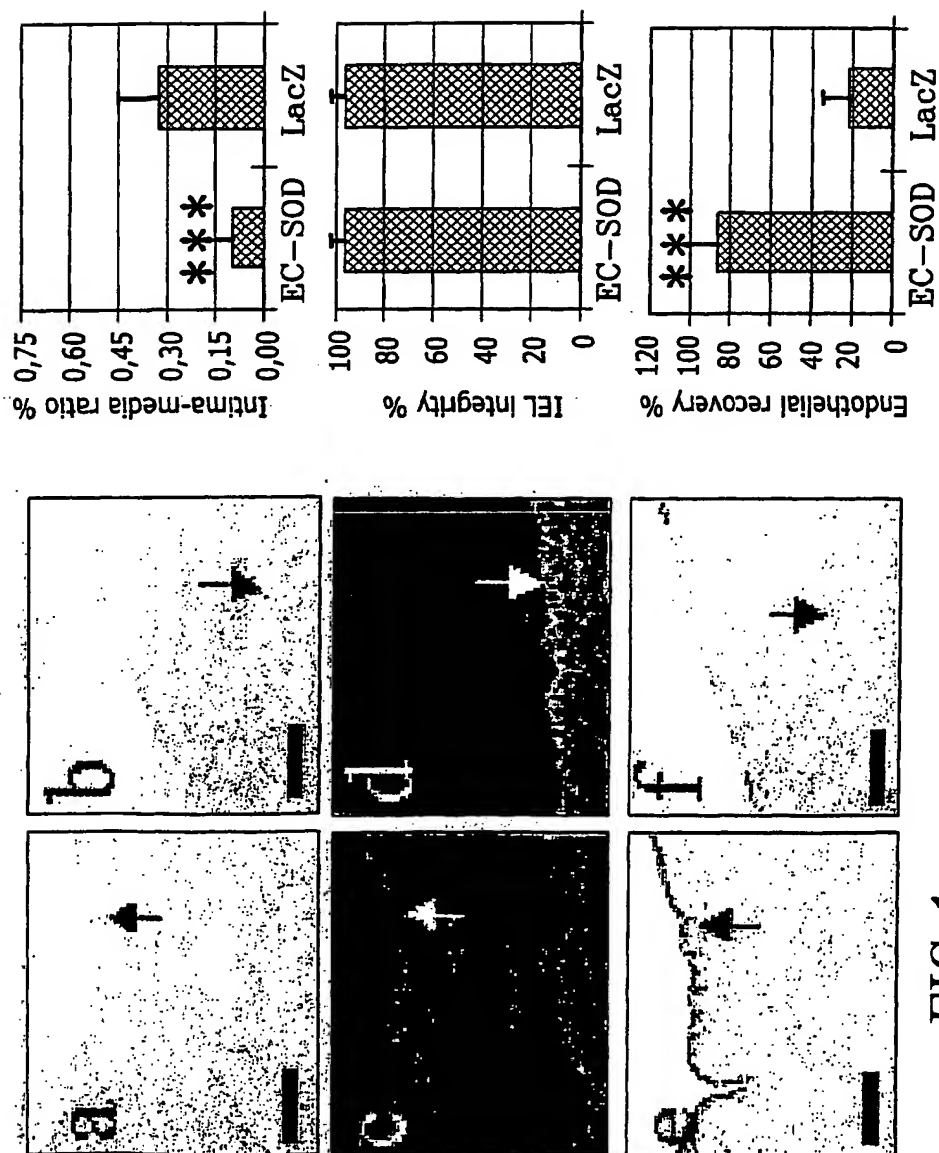 a
b
c
d
e
f
Intima-media ratio %
0,75
0,60
0,45
0,30
0,15
0,00
***
EC-SOD LacZ
IEL integrity %
100
80
60
40
20
0
EC-SOD LacZ
Endothelial recovery %
120
100
80
60
40
20
0
***
EC-SOD LacZ
FIG.